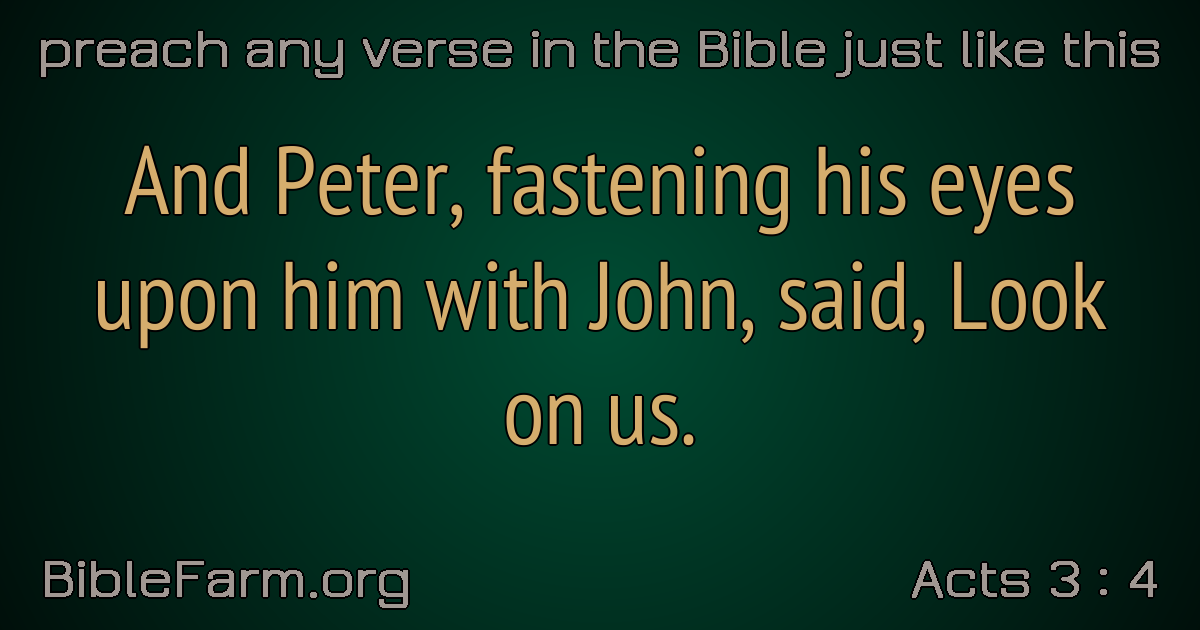 preach any verse in the Bible just like this
And Peter, fastening his eyes
upon him with John, said, Look
on us.
BibleFarm.org
Acts 3 : 4